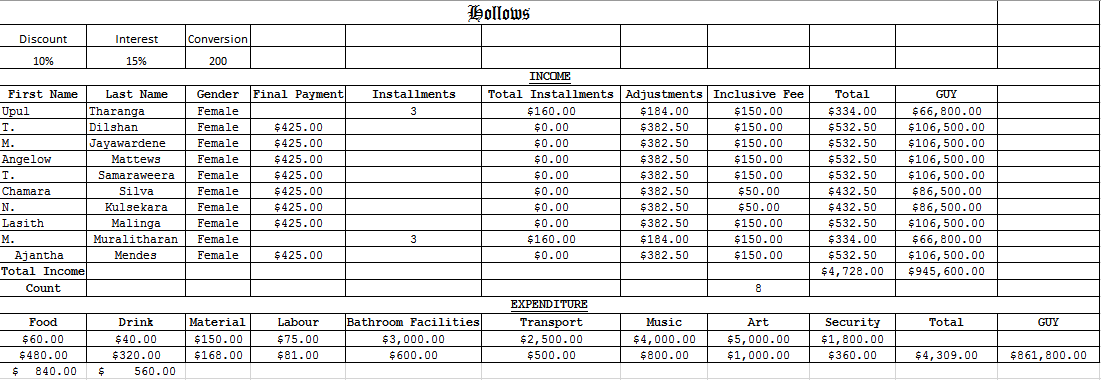 Hollows
Discount Interest Conversion
10% 15% 200
INCOME
First Name Last Name Gender Final Payment Installments Total Installments Adjustments Inclusive Fee Total GUY
Upul Tharanga Female 3 $160.00 $184.00 $150.00 $334.00 $66,800.00
T. Dilshan Female $425.00 $0.00 $382.50 $150.00 $532.50 $106,500.00
M. Jayawardene Female $425.00 $0.00 $382.50 $150.00 $532.50 $106,500.00
Angelow Mattews Female $425.00 $0.00 $382.50 $150.00 $532.50 $106,500.00
T. Samaraweera Female $425.00 $0.00 $382.50 $150.00 $532.50 $106,500.00
Chamara Silva Female $425.00 $0.00 $382.50 $50.00 $432.50 $86,500.00
N. Kulsekara Female $425.00 $0.00 $382.50 $50.00 $432.50 $86,500.00
Lasith Malinga Female $425.00 $0.00 $382.50 $150.00 $532.50 $106,500.00
M. Muralitharan Female 3 $160.00 $184.00 $150.00 $334.00 $66,800.00
Ajantha Mendes Female $425.00 $0.00 $382.50 $150.00 $532.50 $106,500.00
Total Income $4,728.00 $945,600.00
Count 8
EXPENDITURE
Food Drink Material Labour Bathroom Facilities Transport Music Art Security Total GUY
$60.00 $40.00 $150.00 $75.00 $3,000.00 $2,500.00 $4,000.00 $5,000.00 $1,800.00
$480.00 $320.00 $168.00 $81.00 $600.00 $500.00 $800.00 $1,000.00 $360.00 $4,309.00 $861,800.00
$ 840.00 $ 560.00